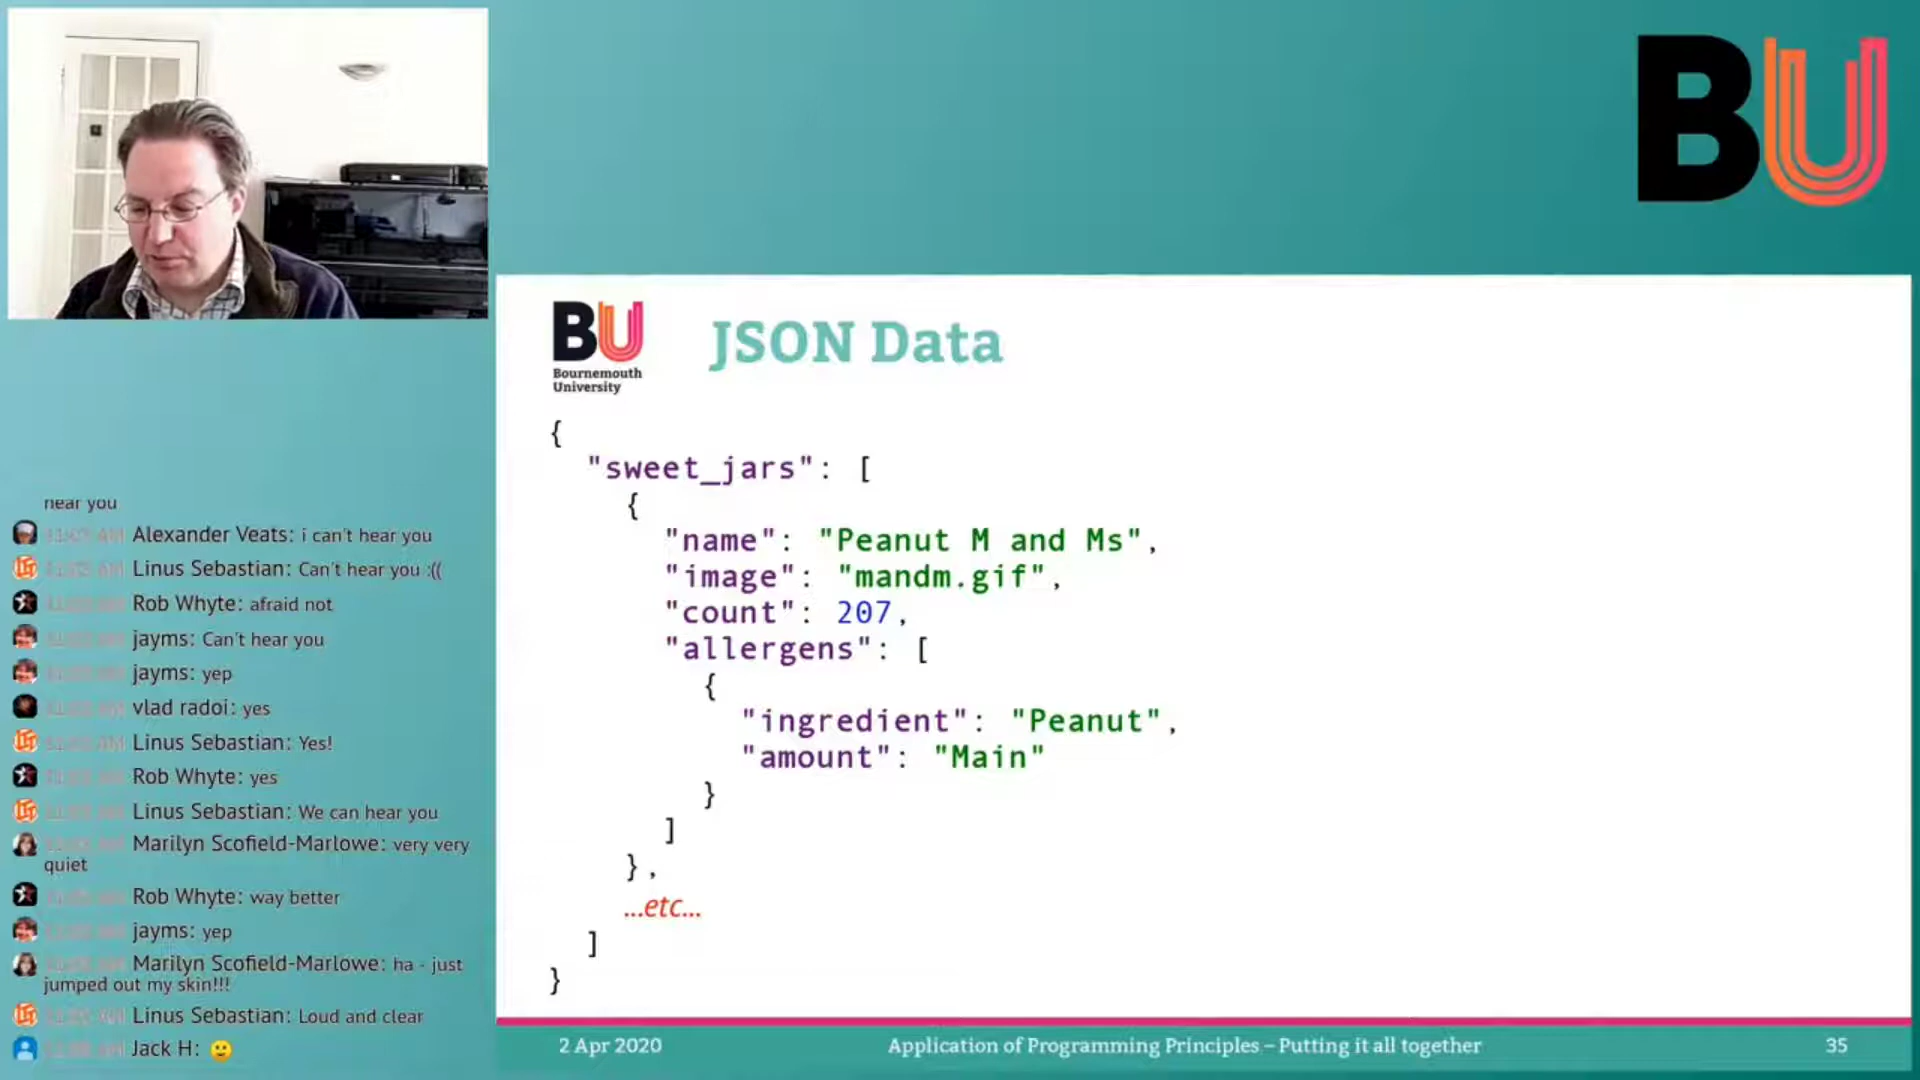 BU
BU
Bournemouth
University
JSON Data
{
"sweet_jars": [
{
"name": "Peanut M and Ms",
"image": "mandm.gif",
"count": 207,
"allergens": [
{
"ingredient": "Peanut",
"amount": "Main"
}
]
},
...etc...
]
}
2 Apr 2020
Application of Programming Principles – Putting it all together
35
hear you
Alexander Veats: i can't hear you
Linus Sebastian: Can't hear you :((
Rob Whyte: afraid not
jayms: Can't hear you
jayms: yep
vlad radoi: yes
Linus Sebastian: Yes!
Rob Whyte: yes
Linus Sebastian: We can hear you
Marilyn Scofield-Marlowe: very very
quiet
Rob Whyte: way better
jayms: yep
Marilyn Scofield-Marlowe: ha - just
jumped out my skin!!!
Linus Sebastian: Loud and clear
Jack H: 🙂